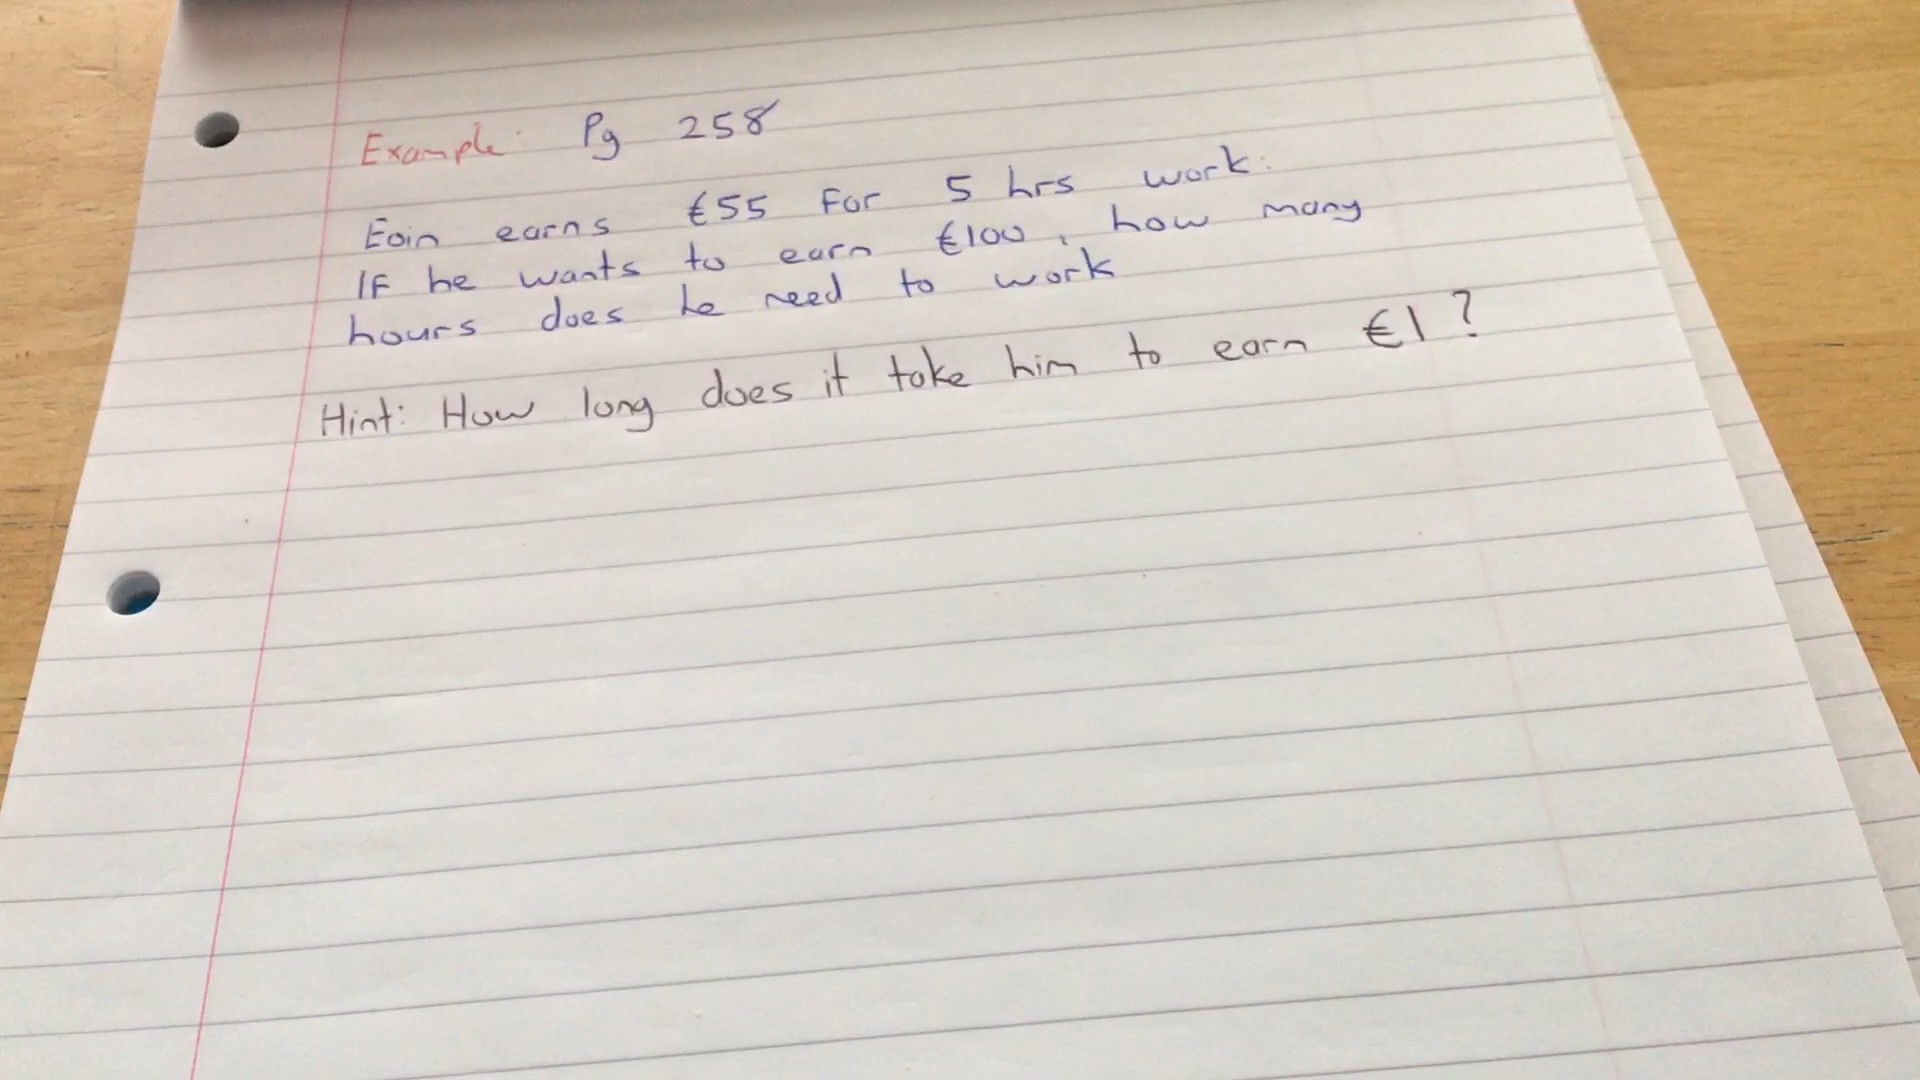 Example: Pg 258
Eoin earns €55 for 5 hrs work.
If he wants to earn €100, how many
hours does he need to work
Hint: How long does it take him to earn €1?